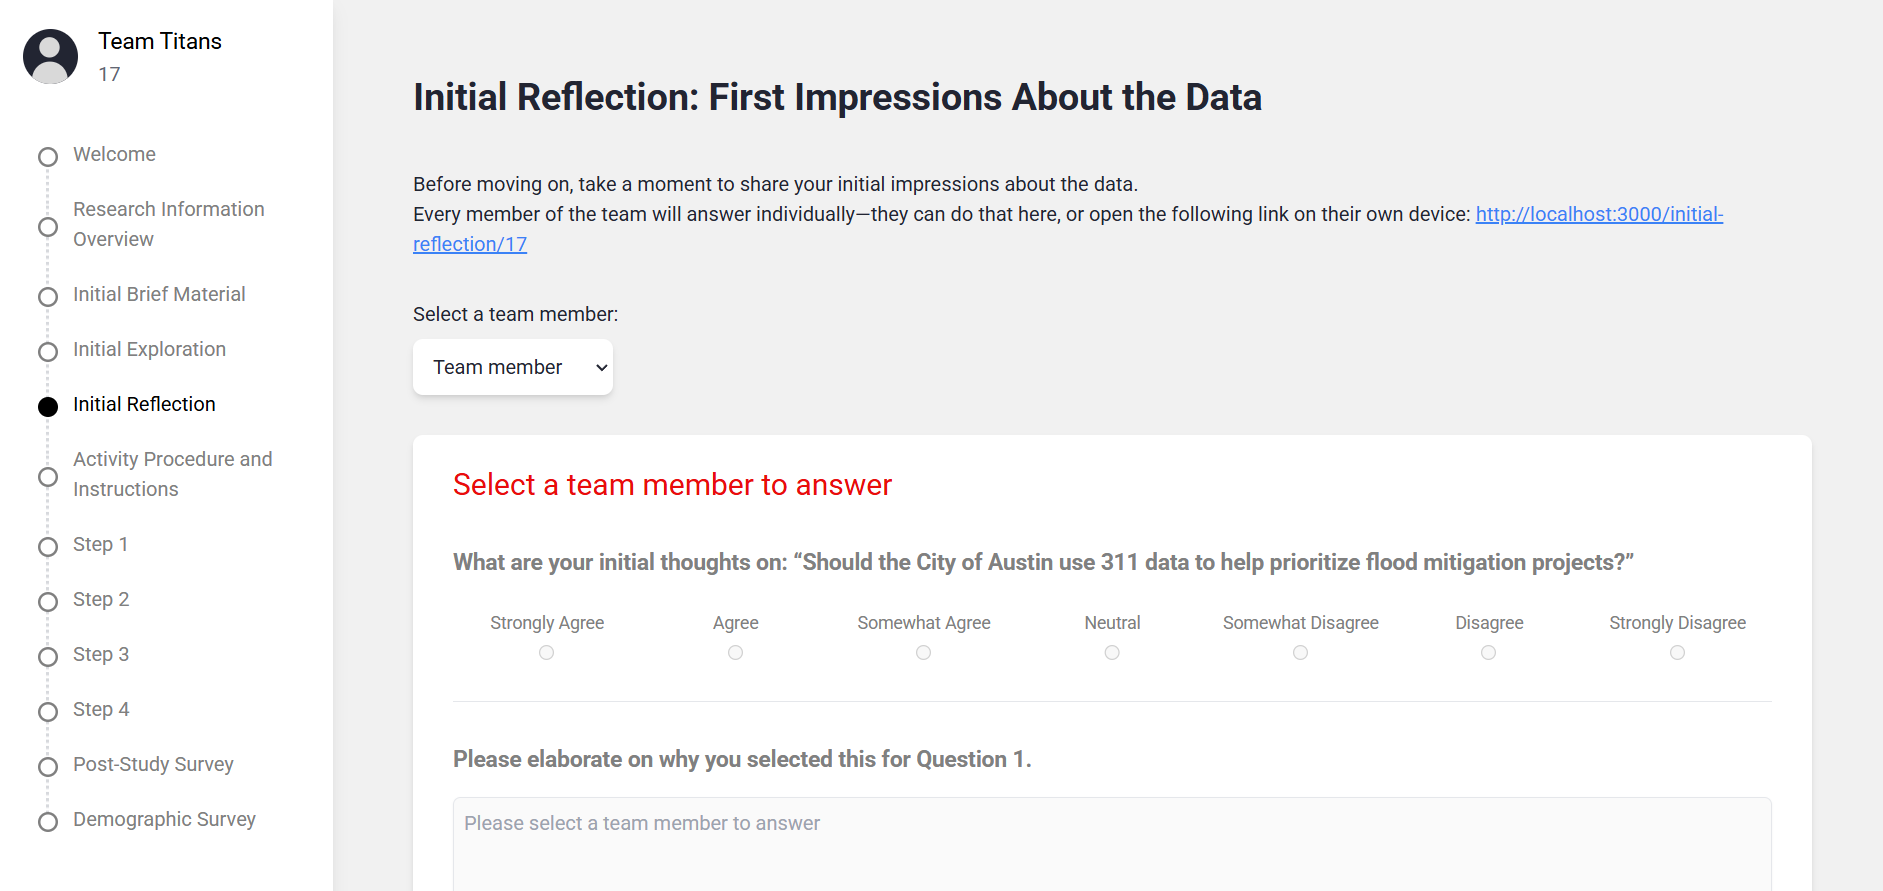 Team Titans
17
Welcome
Research Information
Overview
Initial Brief Material
Initial Exploration
Initial Reflection
Activity Procedure and
Instructions
Step 1
Step 2
Step 3
Step 4
Post-Study Survey
Demographic Survey
Initial Reflection: First Impressions About the Data
Before moving on, take a moment to share your initial impressions about the data.
Every member of the team will answer individually—they can do that here, or open the following link on their own device: http://localhost:3000/initial-
reflection/17
Select a team member:
Team member
Select a team member to answer
What are your initial thoughts on: “Should the City of Austin use 311 data to help prioritize flood mitigation projects?”
Strongly Agree Agree Somewhat Agree Neutral Somewhat Disagree Disagree Strongly Disagree
Please elaborate on why you selected this for Question 1.
Please select a team member to answer